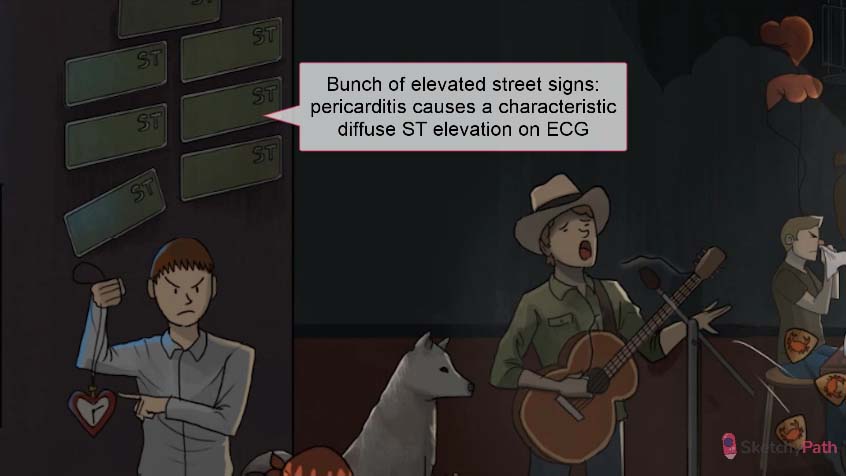 ST
ST
ST
ST
ST
ST
ST
Bunch of elevated street signs:
pericarditis causes a characteristic
diffuse ST elevation on ECG
SketchyPath